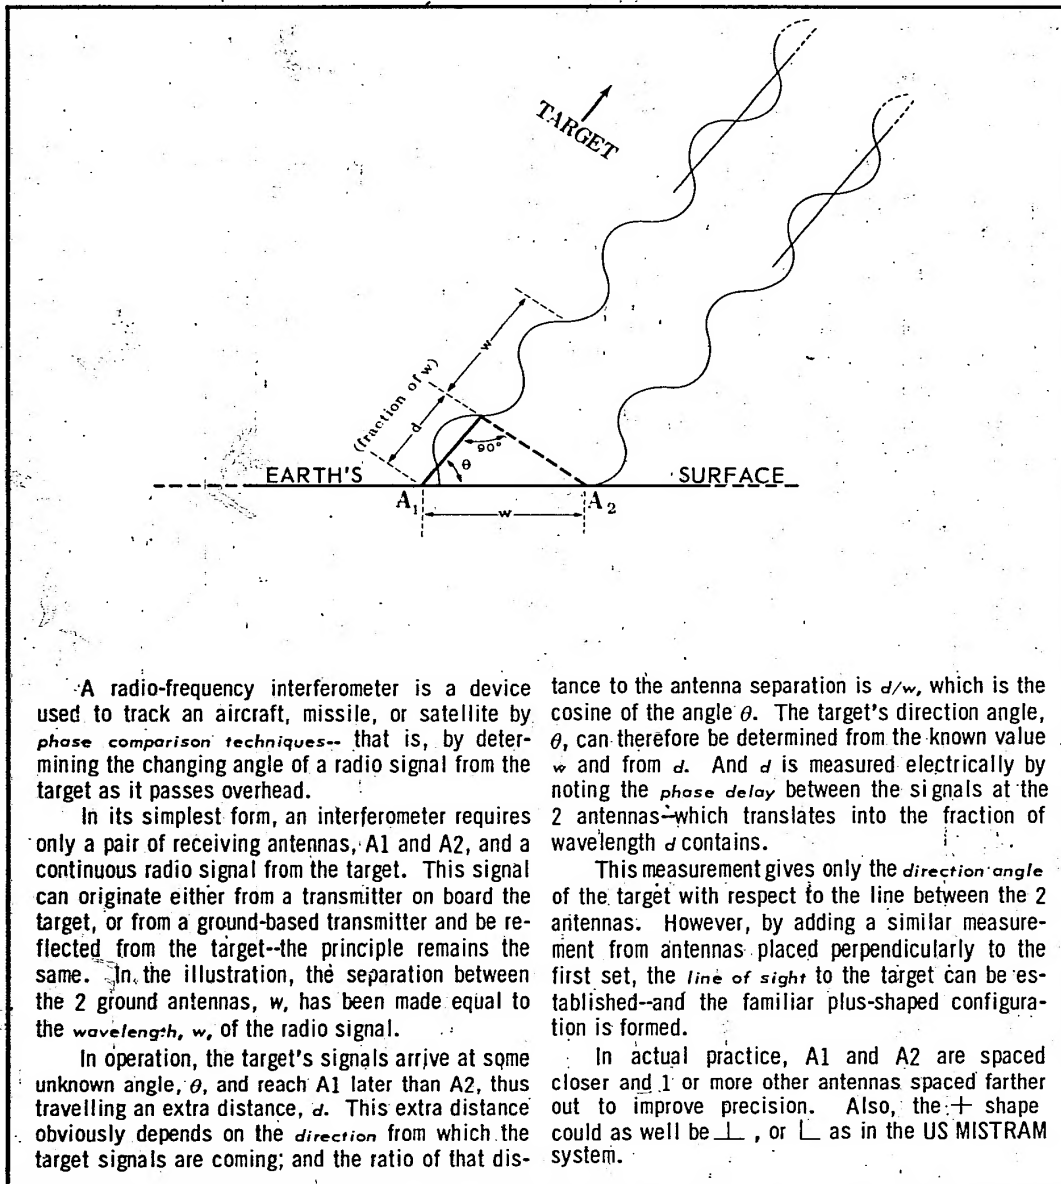 TARGET
w
(fraction of w)
d
90°
θ
EARTH'S SURFACE
A1 A2
w
A radio-frequency interferometer is a device
used to track an aircraft, missile, or satellite by
phase comparison techniques-- that is, by deter-
mining the changing angle of a radio signal from the
target as it passes overhead.
In its simplest form, an interferometer requires
only a pair of receiving antennas, A1 and A2, and a
continuous radio signal from the target. This signal
can originate either from a transmitter on board the
target, or from a ground-based transmitter and be re-
flected from the target--the principle remains the
same. In the illustration, the separation between
the 2 ground antennas, w, has been made equal to
the wavelength, w, of the radio signal.
In operation, the target's signals arrive at some
unknown angle, θ, and reach A1 later than A2, thus
travelling an extra distance, d. This extra distance
obviously depends on the direction from which the
target signals are coming; and the ratio of that dis-
tance to the antenna separation is d/w, which is the
cosine of the angle θ. The target's direction angle,
θ, can therefore be determined from the known value
w and from d. And d is measured electrically by
noting the phase delay between the signals at the
2 antennas--which translates into the fraction of
wavelength d contains.
This measurement gives only the direction angle
of the target with respect to the line between the 2
antennas. However, by adding a similar measure-
ment from antennas placed perpendicularly to the
first set, the line of sight to the target can be es-
tablished--and the familiar plus-shaped configura-
tion is formed.
In actual practice, A1 and A2 are spaced
closer and 1 or more other antennas spaced farther
out to improve precision. Also, the + shape
could as well be ⊥, or L as in the US MISTRAM
system.